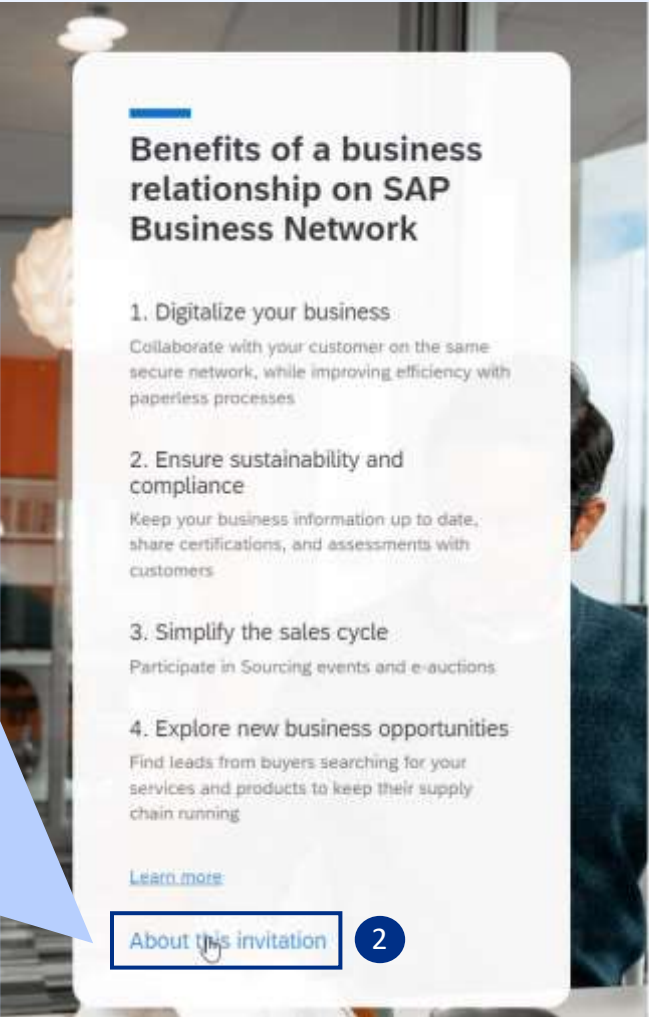 Benefits of a business
relationship on SAP
Business Network
1. Digitalize your business
Collaborate with your customer on the same
secure network, while improving efficiency with
paperless processes
2. Ensure sustainability and
compliance
Keep your business information up to date,
share certifications, and assessments with
customers
3. Simplify the sales cycle
Participate in Sourcing events and e-auctions
4. Explore new business opportunities
Find leads from buyers searching for your
services and products to keep their supply
chain running
Learn more
About this invitation 2